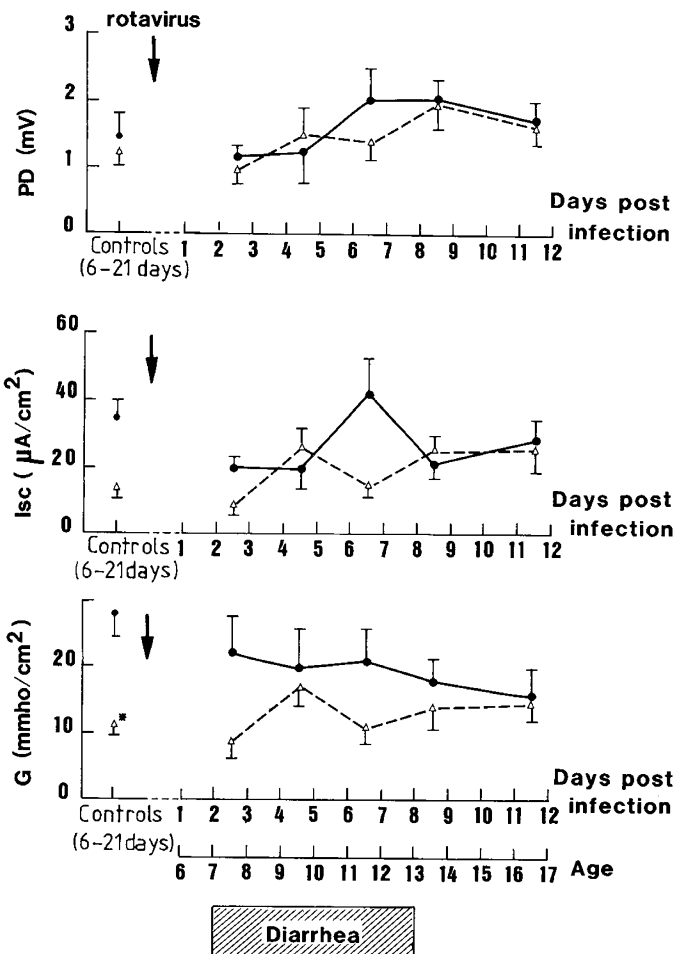 rotavirus
3
2
1
0
PD (mV)
Controls
(6-21 days)
1 2 3 4 5 6 7 8 9 10 11 12
Days post
infection
60
40
20
0
Isc ( μA/cm²)
Controls
(6-21days)
1 2 3 4 5 6 7 8 9 10 11 12
Days post
infection
20
10
0
G (mmho/cm²)
*
Controls
(6-21days)
1 2 3 4 5 6 7 8 9 10 11 12
Days post
infection
6 7 8 9 10 11 12 13 14 15 16 17 Age
Diarrhea